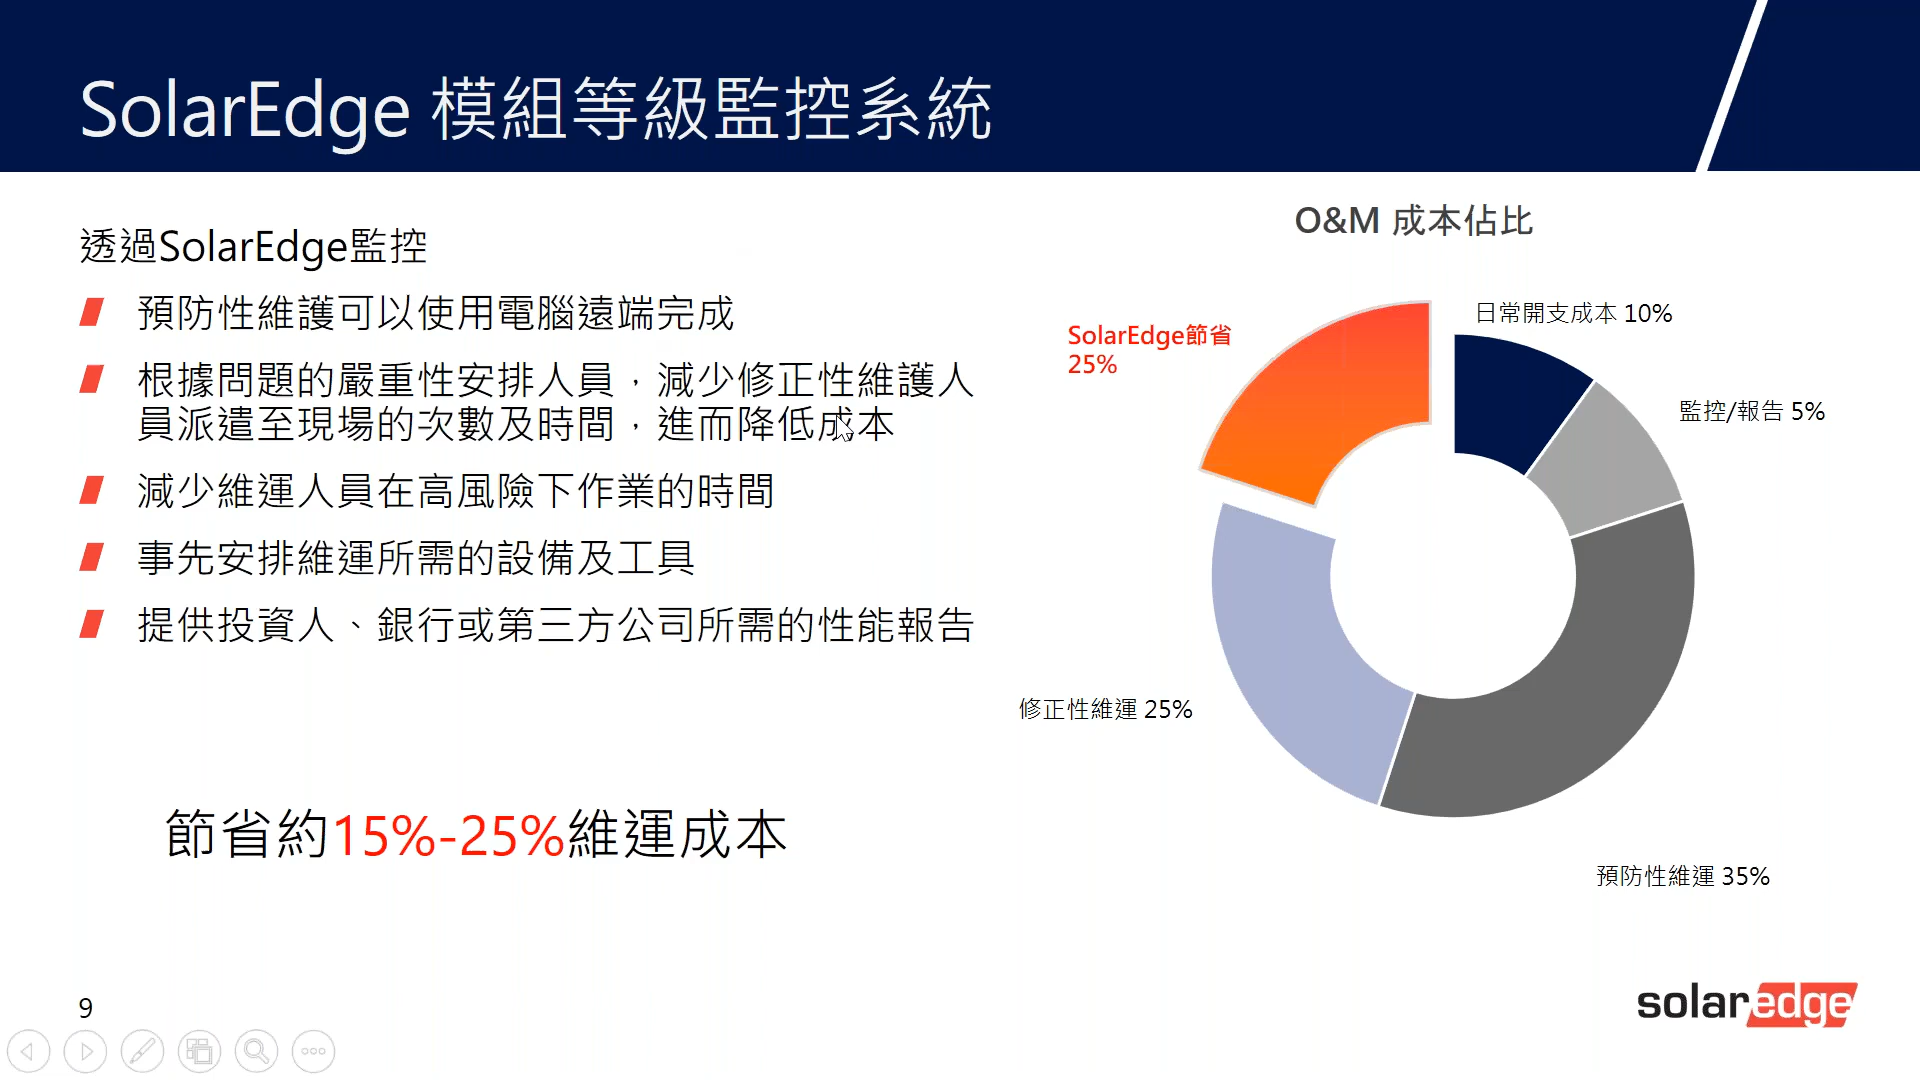 SolarEdge 模組等級監控系統
透過SolarEdge監控
預防性維護可以使用電腦遠端完成
根據問題的嚴重性安排人員，減少修正性維護人
員派遣至現場的次數及時間，進而降低成本
減少維運人員在高風險下作業的時間
事先安排維運所需的設備及工具
提供投資人、銀行或第三方公司所需的性能報告
節省約15%-25%維運成本
O&M 成本佔比
日常開支成本 10%
SolarEdge節省
25%
監控/報告 5%
修正性維運 25%
預防性維運 35%
9
solaredge